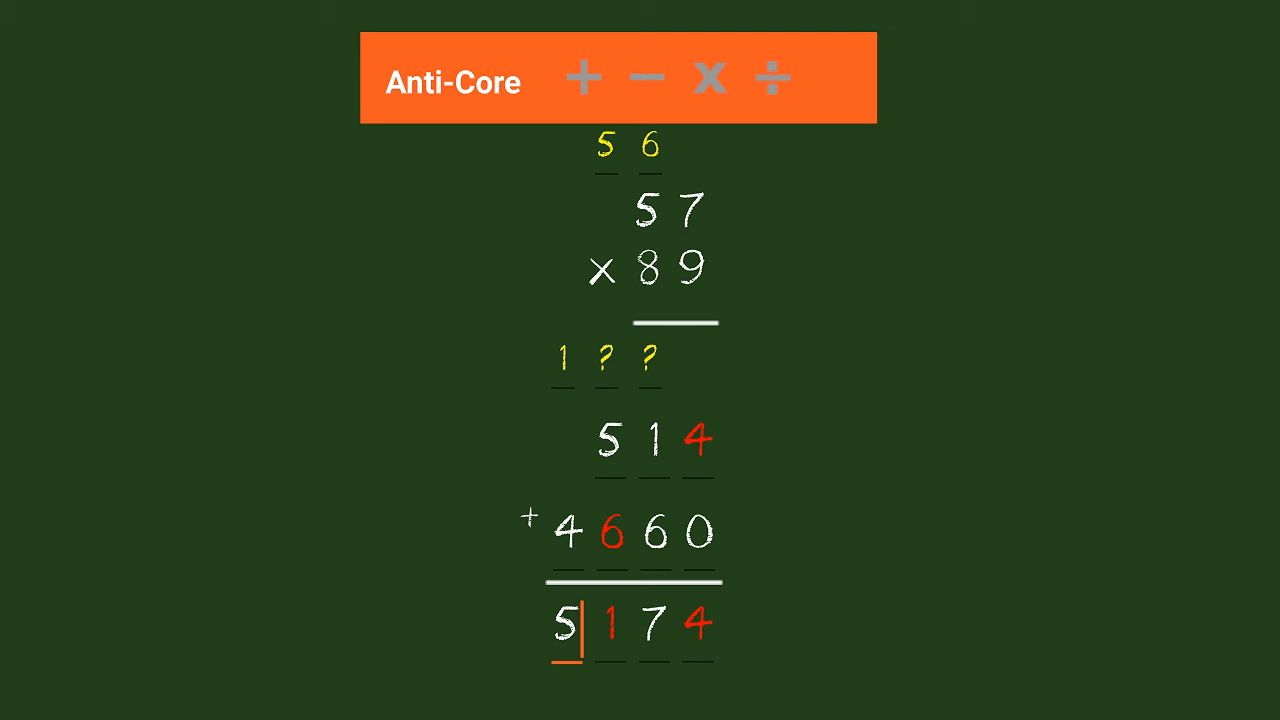 Anti-Core + − x ÷
5 6
5 7
x 8 9
1 ? ?
5 1 4
+ 4 6 6 0
5 1 7 4